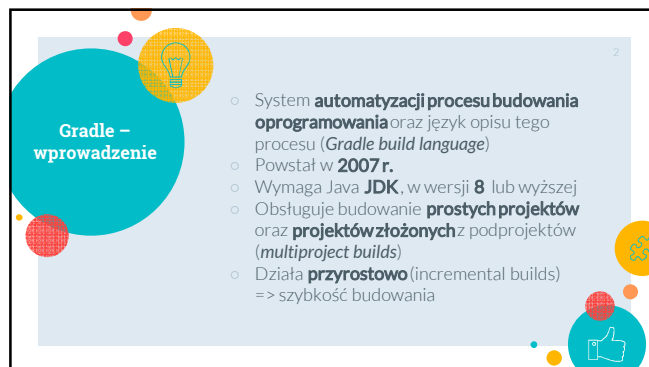 2
Gradle –
wprowadzenie
○ System automatyzacji procesu budowania
oprogramowania oraz język opisu tego
procesu (Gradle build language)
○ Powstał w 2007 r.
○ Wymaga Java JDK, w wersji 8 lub wyższej
○ Obsługuje budowanie prostych projektów
oraz projektów złożonych z podprojektów
(multiproject builds)
○ Działa przyrostowo (incremental builds)
=> szybkość budowania